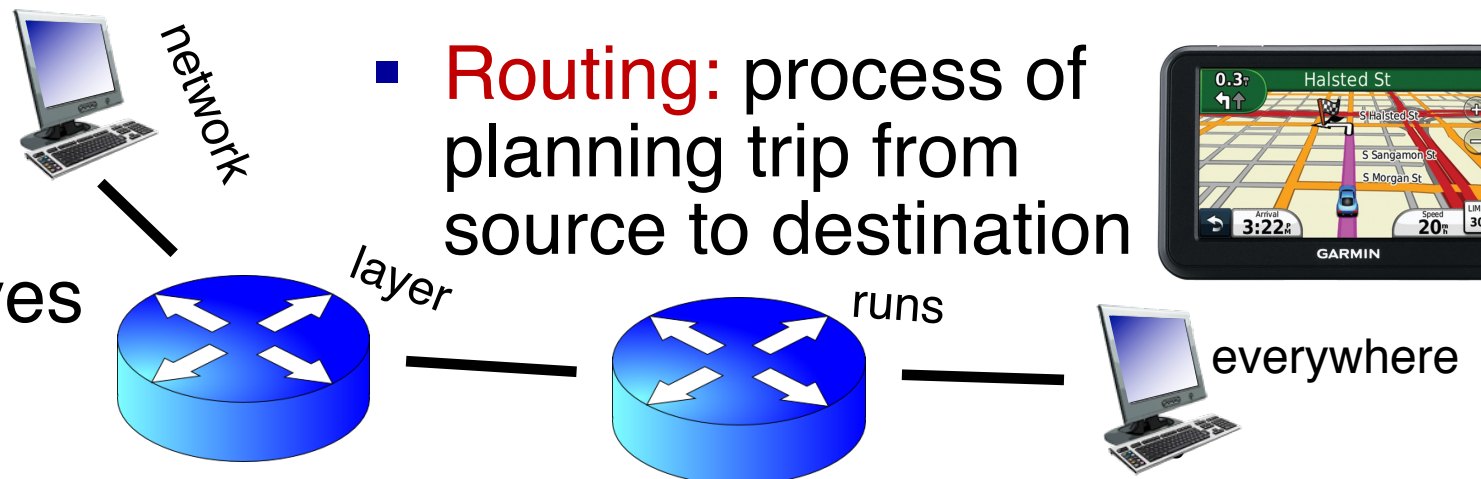 network
Routing: process of
planning trip from
source to destination
0.3
Halsted St
S Halsted St
S Sangamon St
S Morgan St
Arrival
3:22
Speed
20
30
GARMIN
layer
runs
everywhere